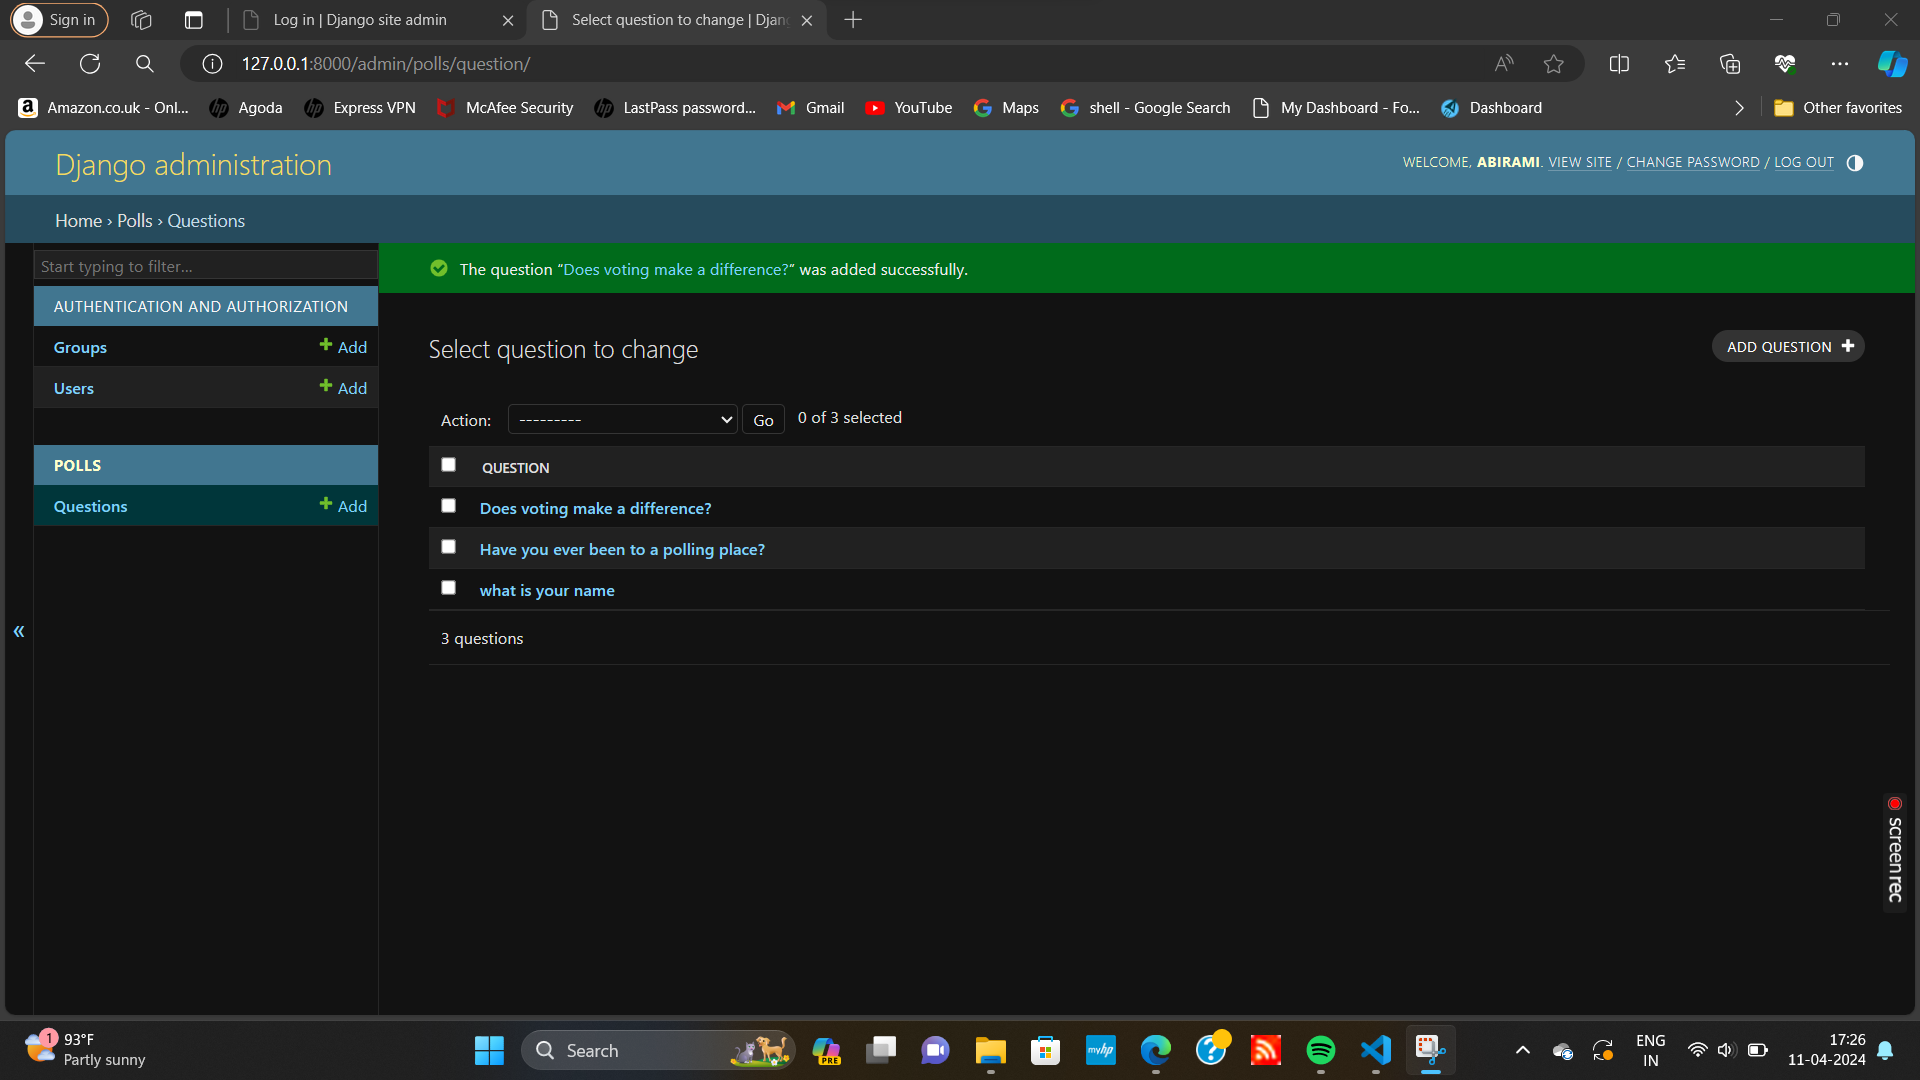 Sign in
Log in | Django site admin
Select question to change | Djan
127.0.0.1:8000/admin/polls/question/
Amazon.co.uk - Onl...
Agoda
Express VPN
McAfee Security
LastPass password...
Gmail
YouTube
Maps
shell - Google Search
My Dashboard - Fo...
Dashboard
Other favorites
Django administration
WELCOME, ABIRAMI. VIEW SITE / CHANGE PASSWORD / LOG OUT
Home › Polls › Questions
Start typing to filter...
AUTHENTICATION AND AUTHORIZATION
Groups
Add
Users
Add
POLLS
Questions
Add
«
The question “Does voting make a difference?” was added successfully.
Select question to change
ADD QUESTION
Action:
---------
Go
0 of 3 selected
QUESTION
Does voting make a difference?
Have you ever been to a polling place?
what is your name
3 questions
screenrec
1
93°F
Partly sunny
Search
PRE
myhp
ENG
IN
17:26
11-04-2024